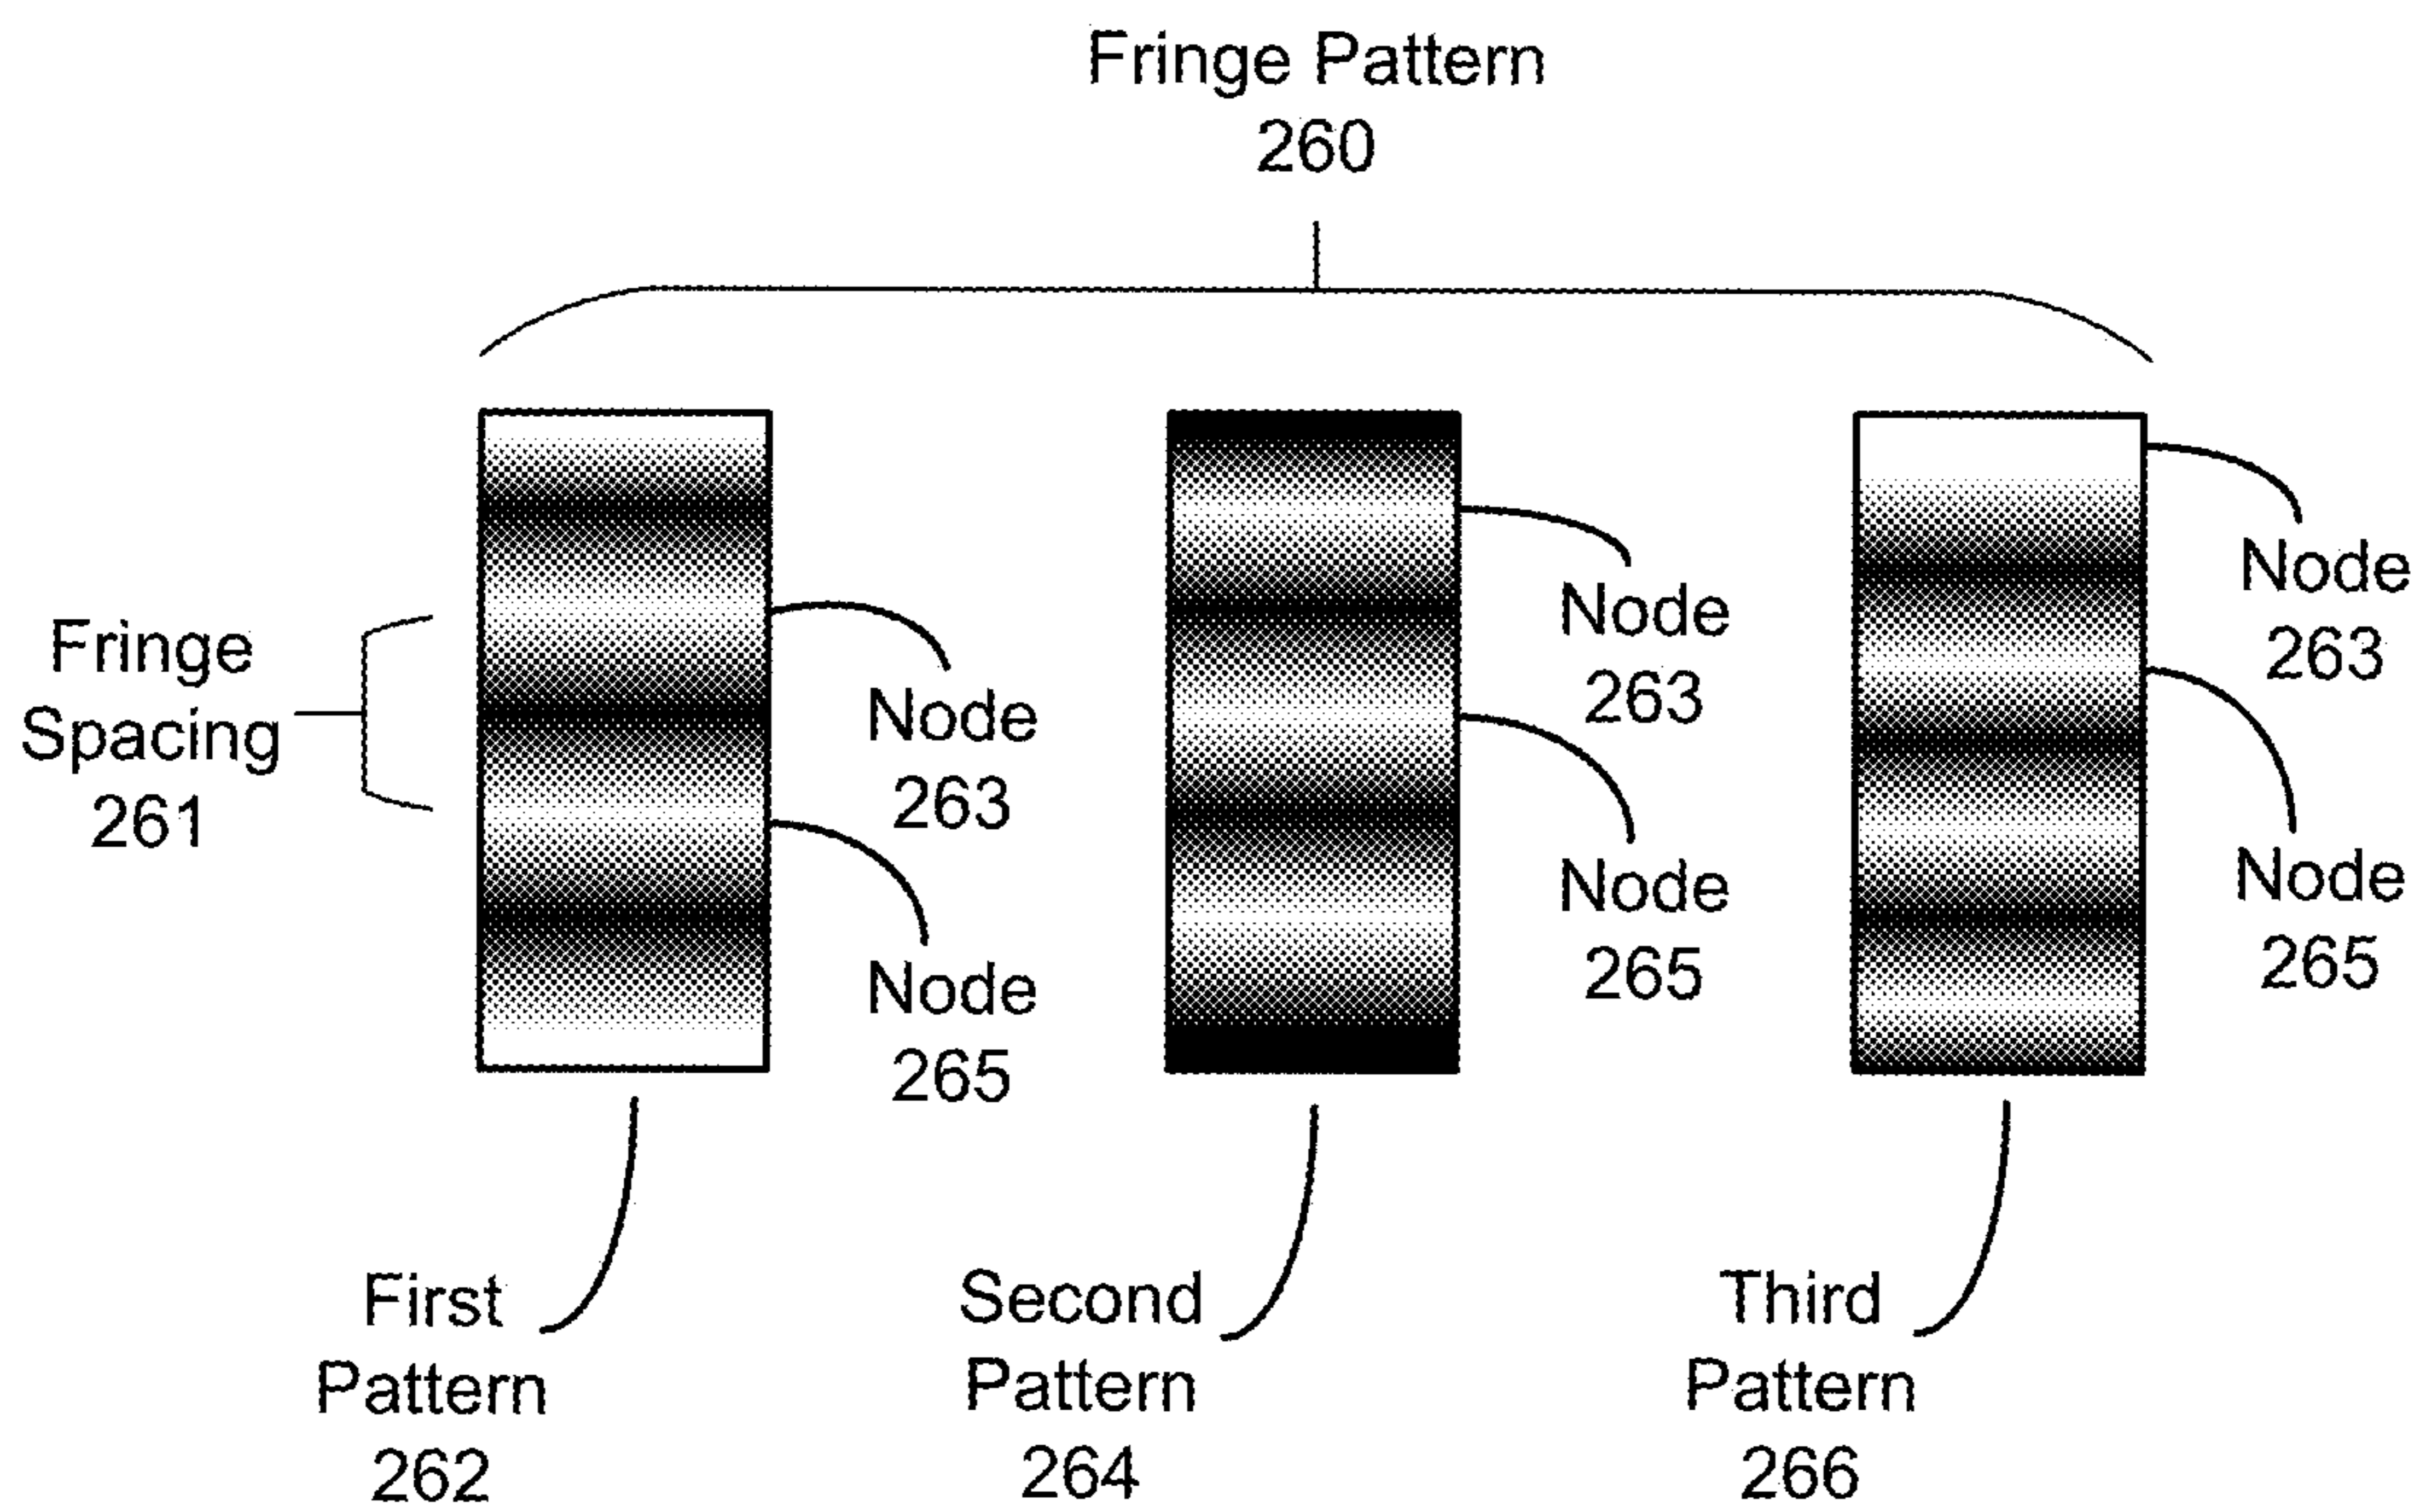 Fringe Pattern
260
Fringe
Spacing
261
Node
263
Node
265
Node
263
Node
265
Node
263
Node
265
First
Pattern
262
Second
Pattern
264
Third
Pattern
266